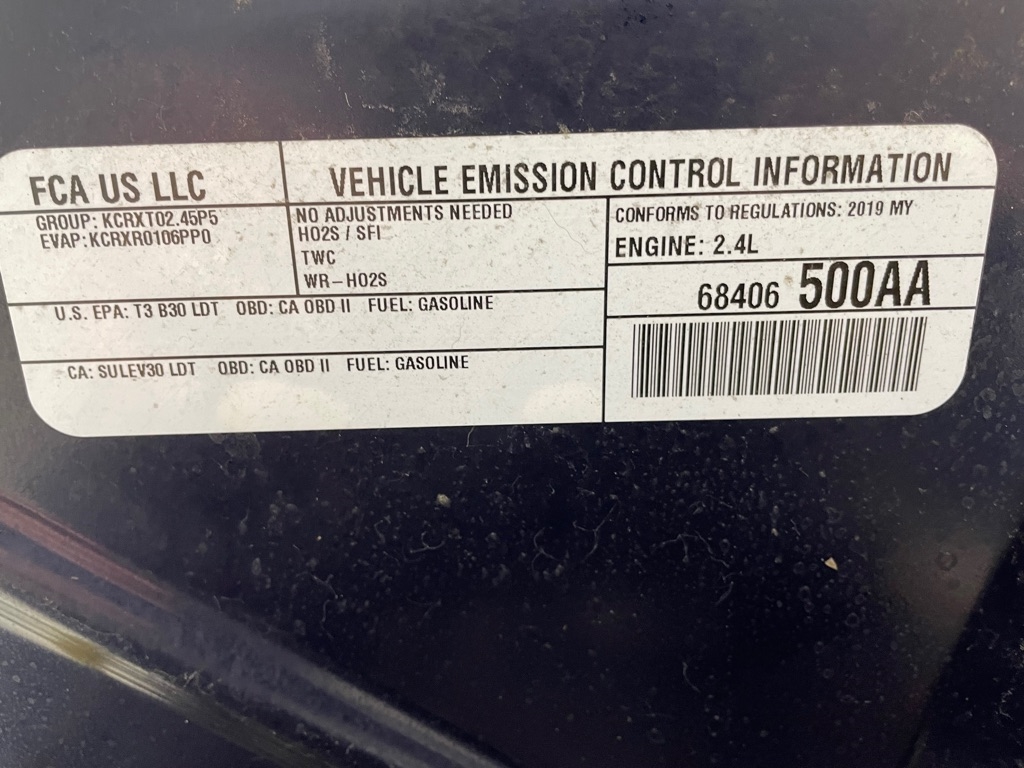 FCA US LLC
VEHICLE EMISSION CONTROL INFORMATION
GROUP: KCRXT02.45P5
EVAP:KCRXR0106PP0
NO ADJUSTMENTS NEEDED
HO2S / SFI
TWC
WR-HO2S
CONFORMS TO REGULATIONS: 2019 MY
ENGINE: 2.4L
68406 500AA
U.S. EPA: T3 B30 LDT OBD: CA OBD II FUEL: GASOLINE
CA: SULEV30 LDT OBD: CA OBD II FUEL: GASOLINE